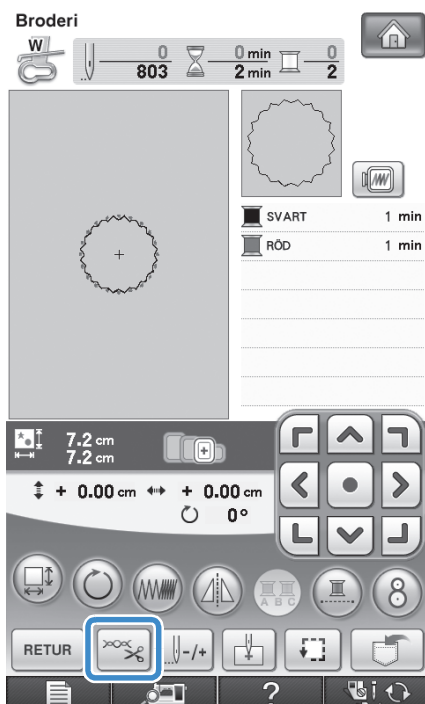 Broderi
W
0 0 min 0
803 2 min 2
SVART 1 min
RÖD 1 min
7.2 cm
7.2 cm
+ 0.00 cm + 0.00 cm
0°
A B C
8
RETUR -/+
? i